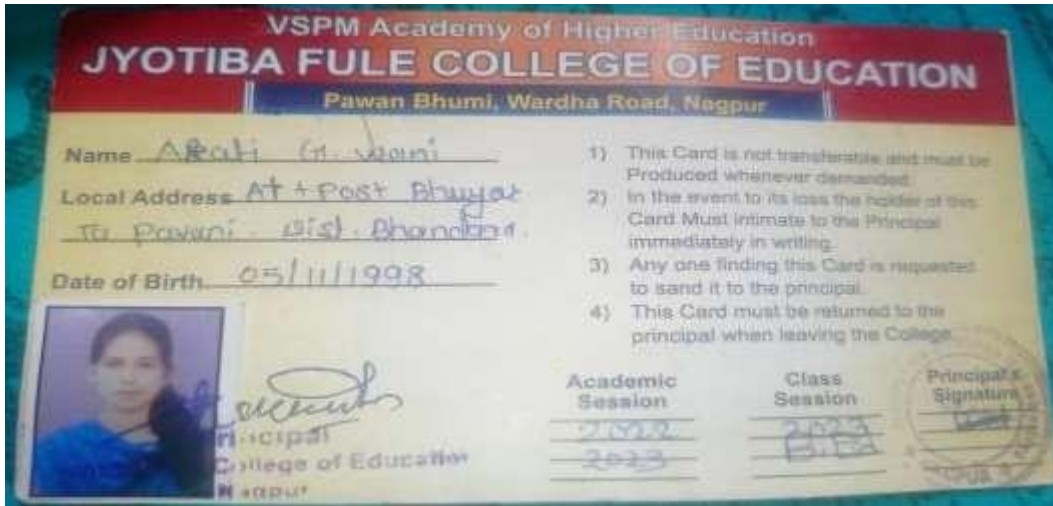 VSPM Academy of Higher Education
JYOTIBA FULE COLLEGE OF EDUCATION
Pawan Bhumi, Wardha Road, Nagpur
Name Arati G. Wani
Local Address At + Post Bhuyar
Ta Pavani Dist. Bhandara.
Date of Birth 05/11/1998
1) This Card is not transferable and must be
Produced whenever demanded.
2) In the event to its loss the holder of this
Card Must intimate to the Principal
immediately in writing.
3) Any one finding this Card is requested
to send it to the principal.
4) This Card must be returned to the
principal when leaving the College.
Principal
College of Education
Nagpur
Academic Session
Class Session
Principal's Signature
2022 2023
2023 B.Ed